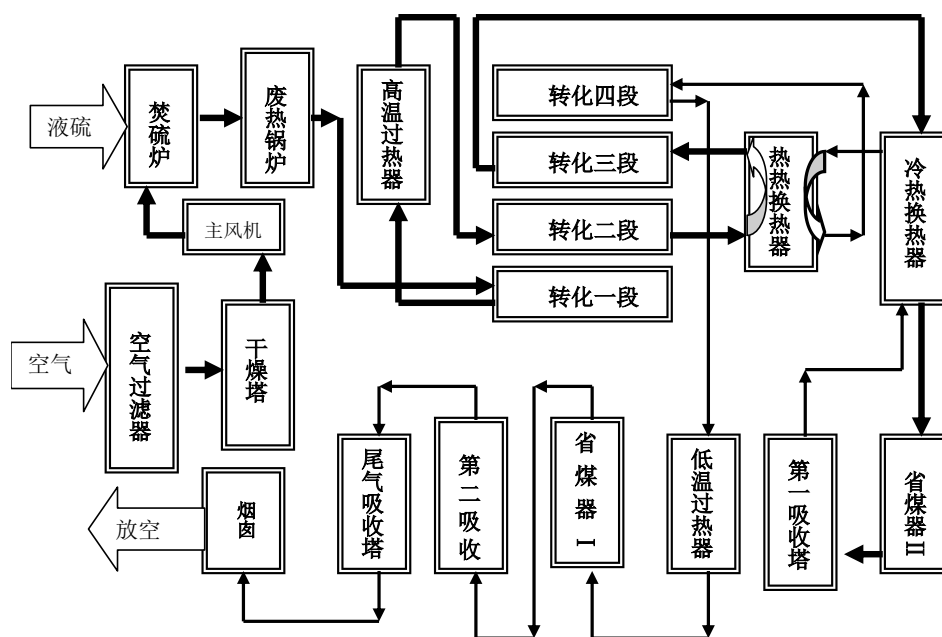 液硫
焚硫炉
废热锅炉
高温过热器
转化四段
转化三段
转化二段
转化一段
热热换热器
冷热换热器
主风机
空气
空气过滤器
干燥塔
放空
烟囱
尾气吸收塔
第二吸收
省煤器 I
低温过热器
第一吸收塔
省煤器 II